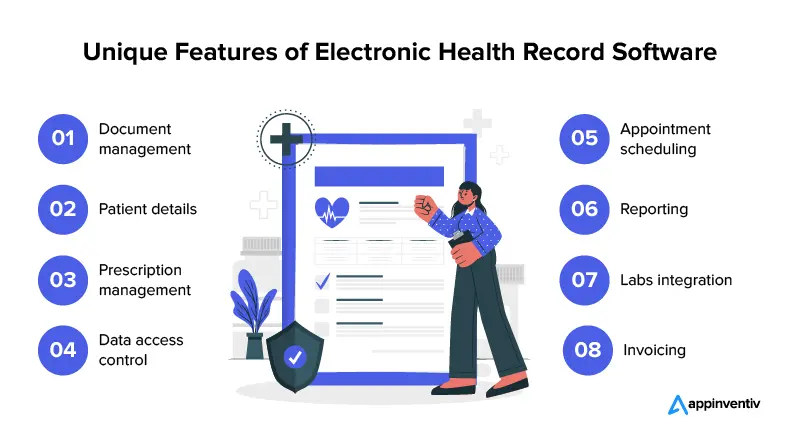 Unique Features of Electronic Health Record Software
01
Document
management
02
Patient details
03
Prescription
management
04
Data access
control
05
Appointment
scheduling
06
Reporting
07
Labs integration
08
Invoicing
appinventiv